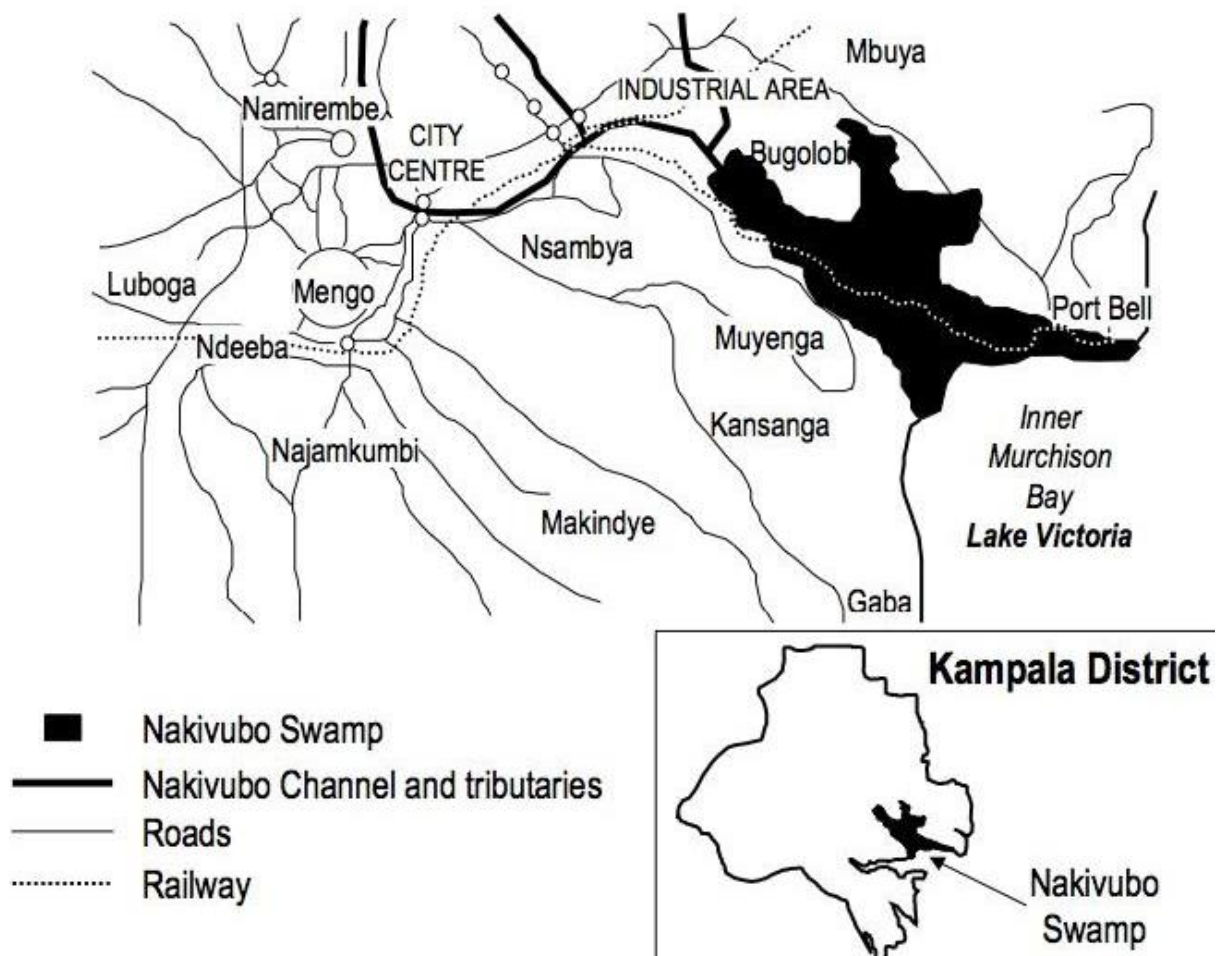 Mbuya
INDUSTRIAL AREA
Namirembe
CITY
CENTRE
Bugolobi
Nsambya
Luboga
Mengo
Port Bell
Muyenga
Ndeeba
Kansanga
Inner
Murchison
Bay
Lake Victoria
Najamkumbi
Makindye
Gaba
Kampala District
Nakivubo
Swamp
Nakivubo Swamp
Nakivubo Channel and tributaries
Roads
Railway